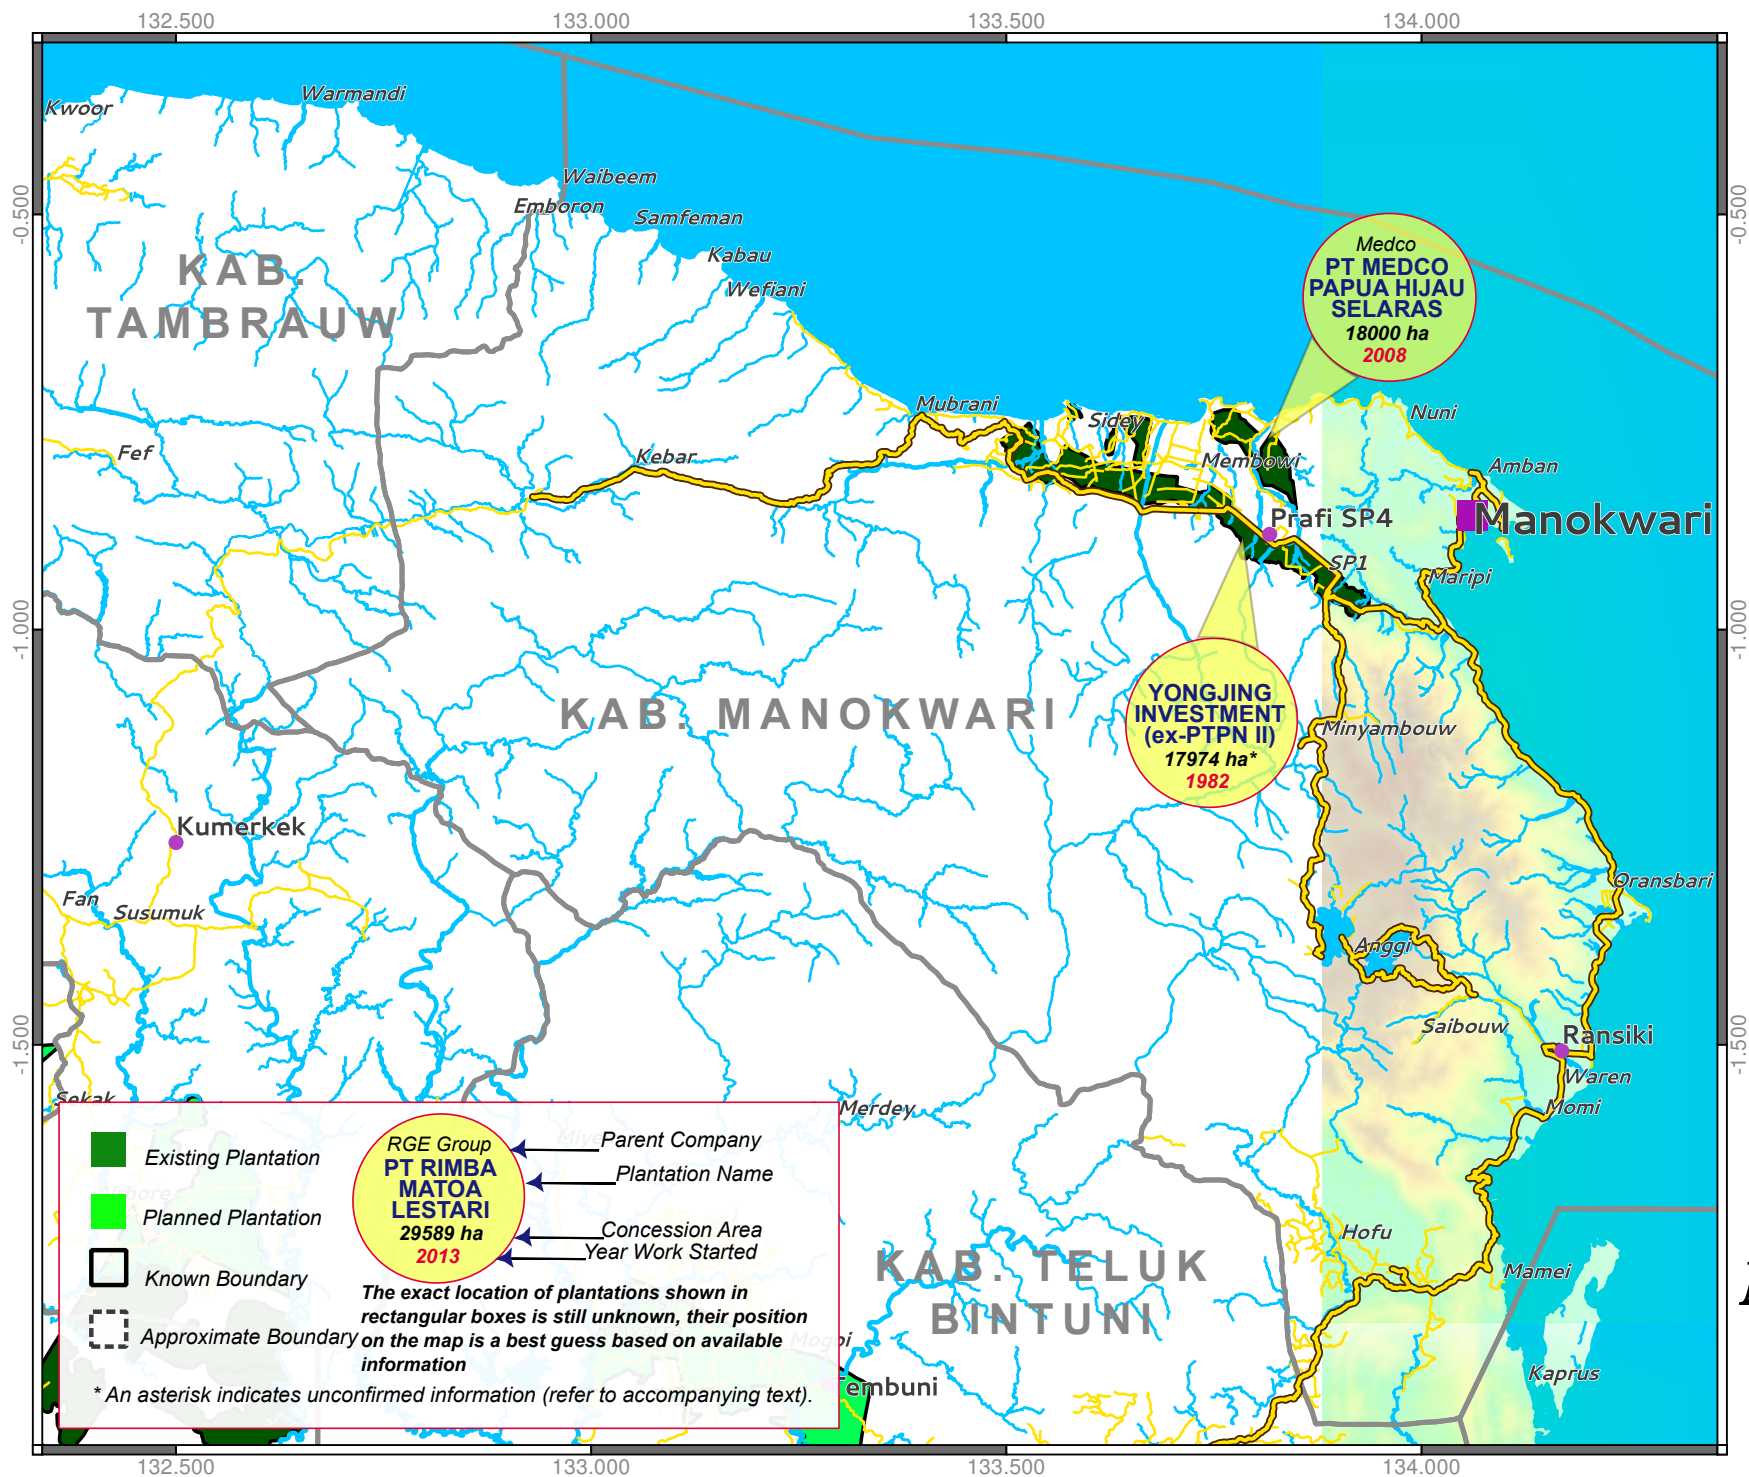 132.500
133.000
133.500
134.000
Kwoor
Warmandi
Waibeem
Emboron
Samfeman
Kabau
Wefiani
-0.500
-0.500
KAB.
TAMBRAUW
Medco
PT MEDCO
PAPUA HIJAU
SELARAS
18000 ha
2008
Mubrani
Sidey
Nuni
Fef
Kebar
Membowi
Amban
Prafi SP4
Manokwari
SP1
Maripi
-1.000
-1.000
KAB. MANOKWARI
YONGJING
INVESTMENT
(ex-PTPN II)
17974 ha*
1982
Minyambouw
Kumerkek
Fan
Susumuk
Oransbari
Anggi
Saibouw
Ransiki
-1.500
-1.500
Waren
Momi
Sekak
Merdey
Existing Plantation
Planned Plantation
Known Boundary
Approximate Boundary
RGE Group
PT RIMBA
MATOA
LESTARI
29589 ha
2013
Parent Company
Plantation Name
Concession Area
Year Work Started
The exact location of plantations shown in
rectangular boxes is still unknown, their position
on the map is a best guess based on available
information
* An asterisk indicates unconfirmed information (refer to accompanying text).
Mogoi
Tembuni
KAB. TELUK
BINTUNI
Hofu
Mamei
Kaprus
132.500
133.000
133.500
134.000